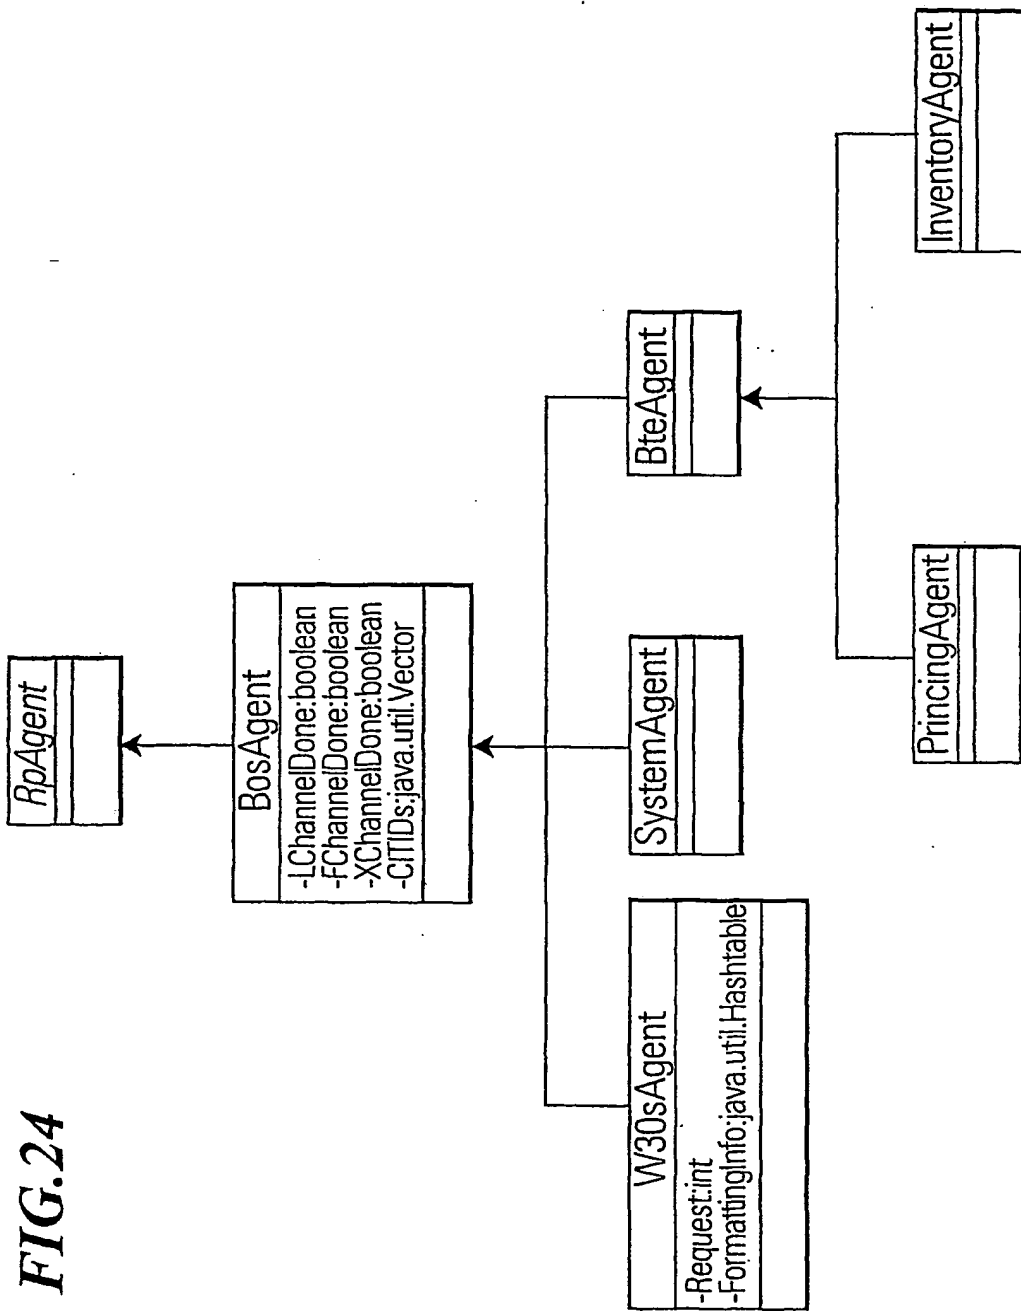 FIG.24
RpAgent
BosAgent
-LChannelDone:boolean
-FChannelDone:boolean
-XChannelDone:boolean
-CITIDs:java.util.Vector
W30sAgent
-Request:int
-FormattingInfo:java.util.Hashtable
SystemAgent
BteAgent
PrincingAgent
InventoryAgent